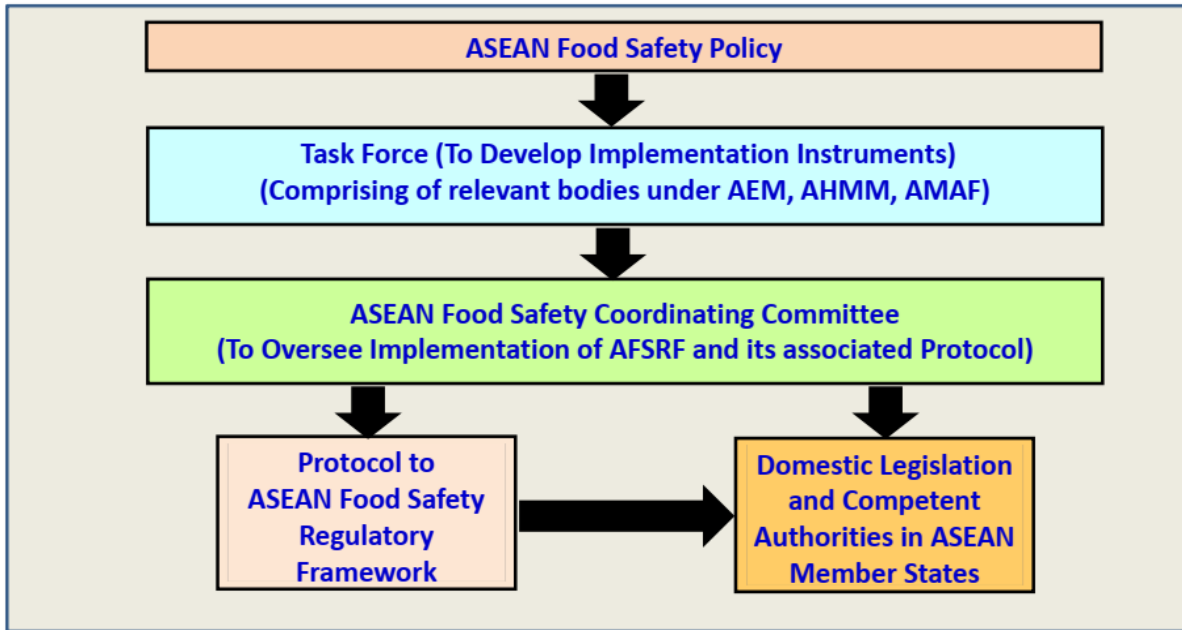 ASEAN Food Safety Policy
Task Force (To Develop Implementation Instruments)
(Comprising of relevant bodies under AEM, AHMM, AMAF)
ASEAN Food Safety Coordinating Committee
(To Oversee Implementation of AFSRF and its associated Protocol)
Protocol to
ASEAN Food Safety
Regulatory
Framework
Domestic Legislation
and Competent
Authorities in ASEAN
Member States